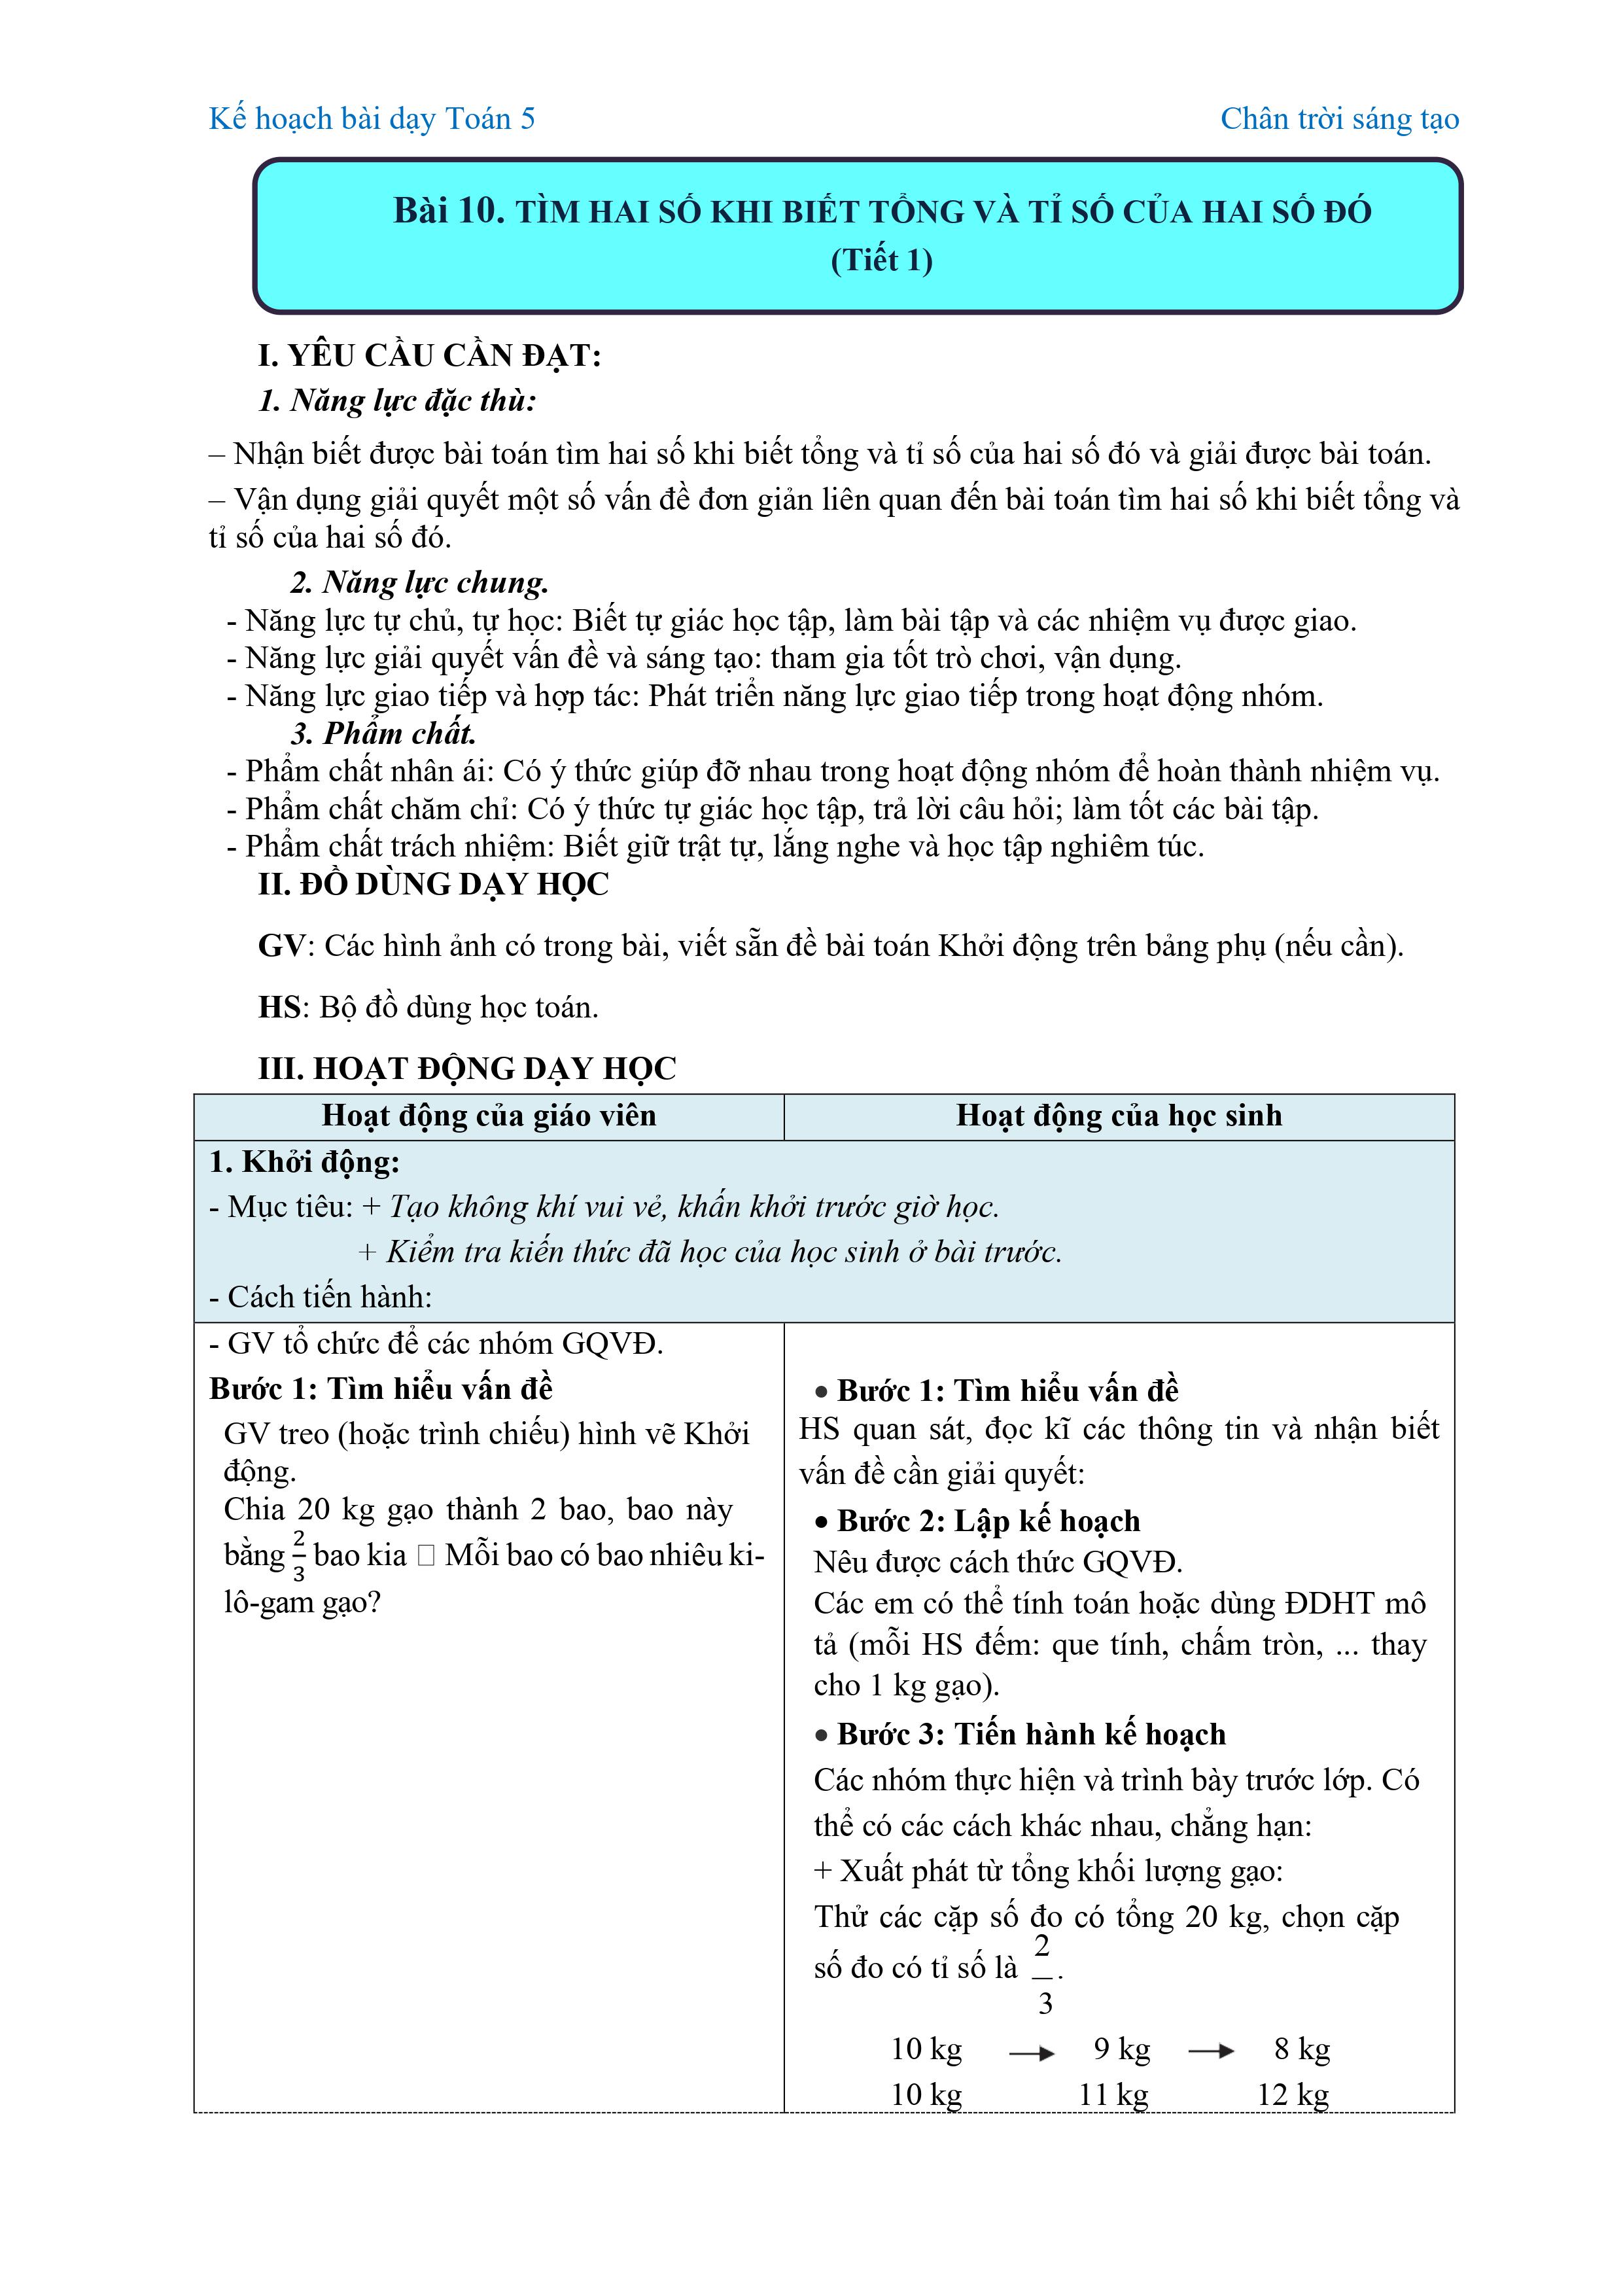 Kế hoạch bài dạy Toán 5 Chân trời sáng tạo
Bài 10. TÌM HAI SỐ KHI BIẾT TỔNG VÀ TỈ SỐ CỦA HAI SỐ ĐÓ
(Tiết 1)
I. YÊU CẦU CẦN ĐẠT:
1. Năng lực đặc thù:
– Nhận biết được bài toán tìm hai số khi biết tổng và tỉ số của hai số đó và giải được bài toán.
– Vận dụng giải quyết một số vấn đề đơn giản liên quan đến bài toán tìm hai số khi biết tổng và
tỉ số của hai số đó.
2. Năng lực chung.
- Năng lực tự chủ, tự học: Biết tự giác học tập, làm bài tập và các nhiệm vụ được giao.
- Năng lực giải quyết vấn đề và sáng tạo: tham gia tốt trò chơi, vận dụng.
- Năng lực giao tiếp và hợp tác: Phát triển năng lực giao tiếp trong hoạt động nhóm.
3. Phẩm chất.
- Phẩm chất nhân ái: Có ý thức giúp đỡ nhau trong hoạt động nhóm để hoàn thành nhiệm vụ.
- Phẩm chất chăm chỉ: Có ý thức tự giác học tập, trả lời câu hỏi; làm tốt các bài tập.
- Phẩm chất trách nhiệm: Biết giữ trật tự, lắng nghe và học tập nghiêm túc.
II. ĐỒ DÙNG DẠY HỌC
GV: Các hình ảnh có trong bài, viết sẵn đề bài toán Khởi động trên bảng phụ (nếu cần).
HS: Bộ đồ dùng học toán.
III. HOẠT ĐỘNG DẠY HỌC
Hoạt động của giáo viên Hoạt động của học sinh
1. Khởi động:
- Mục tiêu: + Tạo không khí vui vẻ, khấn khởi trước giờ học.
+ Kiểm tra kiến thức đã học của học sinh ở bài trước.
- Cách tiến hành:
- GV tổ chức để các nhóm GQVĐ.
Bước 1: Tìm hiểu vấn đề
GV treo (hoặc trình chiếu) hình vẽ Khởi
động.
Chia 20 kg gạo thành 2 bao, bao này
bằng 2/3 bao kia □ Mỗi bao có bao nhiêu ki-
lô-gam gạo?
• Bước 1: Tìm hiểu vấn đề
HS quan sát, đọc kĩ các thông tin và nhận biết
vấn đề cần giải quyết:
• Bước 2: Lập kế hoạch
Nêu được cách thức GQVĐ.
Các em có thể tính toán hoặc dùng ĐDHT mô
tả (mỗi HS đếm: que tính, chấm tròn, ... thay
cho 1 kg gạo).
• Bước 3: Tiến hành kế hoạch
Các nhóm thực hiện và trình bày trước lớp. Có
thể có các cách khác nhau, chẳng hạn:
+ Xuất phát từ tổng khối lượng gạo:
Thử các cặp số đo có tổng 20 kg, chọn cặp
số đo có tỉ số là 2/3.
10 kg → 9 kg → 8 kg
10 kg 11 kg 12 kg